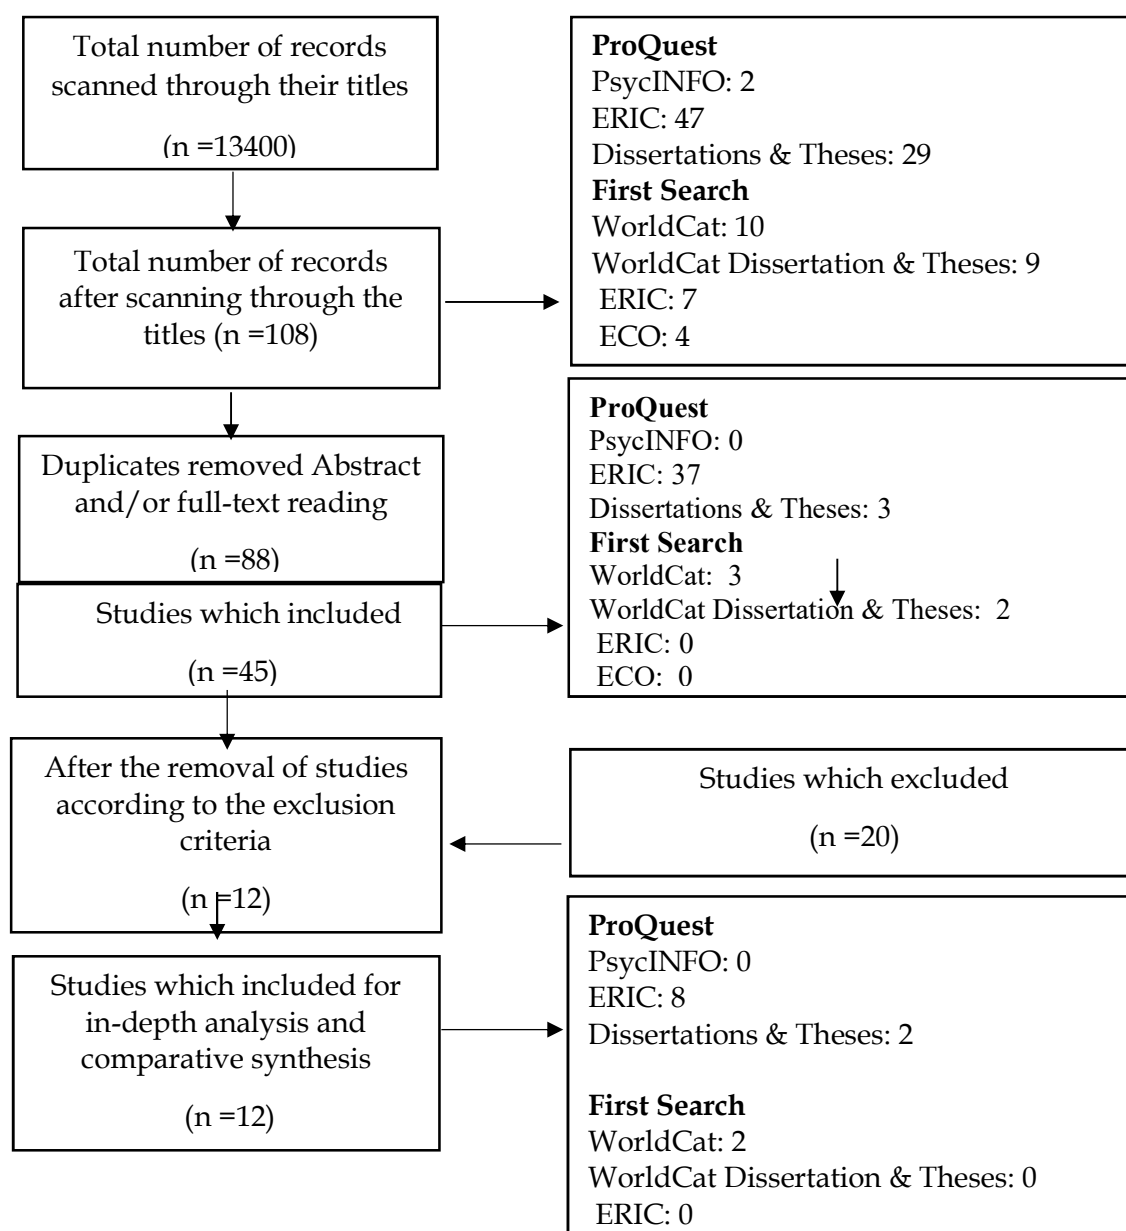 Total number of records
scanned through their titles
(n =13400)
ProQuest
PsycINFO: 2
ERIC: 47
Dissertations & Theses: 29
First Search
WorldCat: 10
WorldCat Dissertation & Theses: 9
ERIC: 7
ECO: 4
Total number of records
after scanning through the
titles (n =108)
Duplicates removed Abstract
and/or full-text reading
(n =88)
Studies which included
(n =45)
ProQuest
PsycINFO: 0
ERIC: 37
Dissertations & Theses: 3
First Search
WorldCat: 3
WorldCat Dissertation & Theses: 2
ERIC: 0
ECO: 0
After the removal of studies
according to the exclusion
criteria
(n =12)
Studies which excluded
(n =20)
Studies which included for
in-depth analysis and
comparative synthesis
(n =12)
ProQuest
PsycINFO: 0
ERIC: 8
Dissertations & Theses: 2
First Search
WorldCat: 2
WorldCat Dissertation & Theses: 0
ERIC: 0